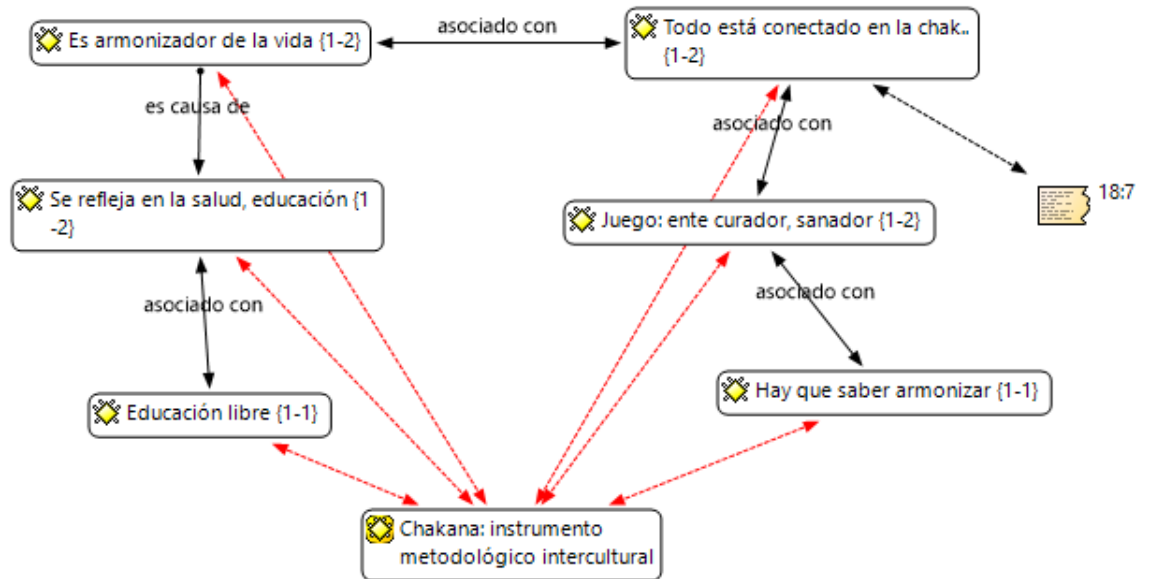 asociado con
Es armonizador de la vida {1-2}
Todo está conectado en la chak..
{1-2}
es causa de
asociado con
Se refleja en la salud, educación {1
-2}
18:7
Juego: ente curador, sanador {1-2}
asociado con
asociado con
Educación libre {1-1}
Hay que saber armonizar {1-1}
Chakana: instrumento
metodológico intercultural